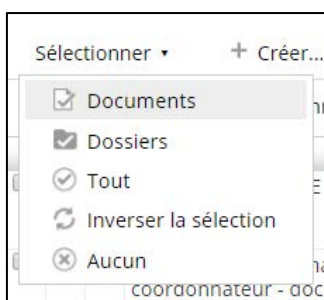 Sélectionner ▾ + Créer...
Documents
Dossiers
Tout
E
Inverser la sélection
Aucun
coordonnateur - doc